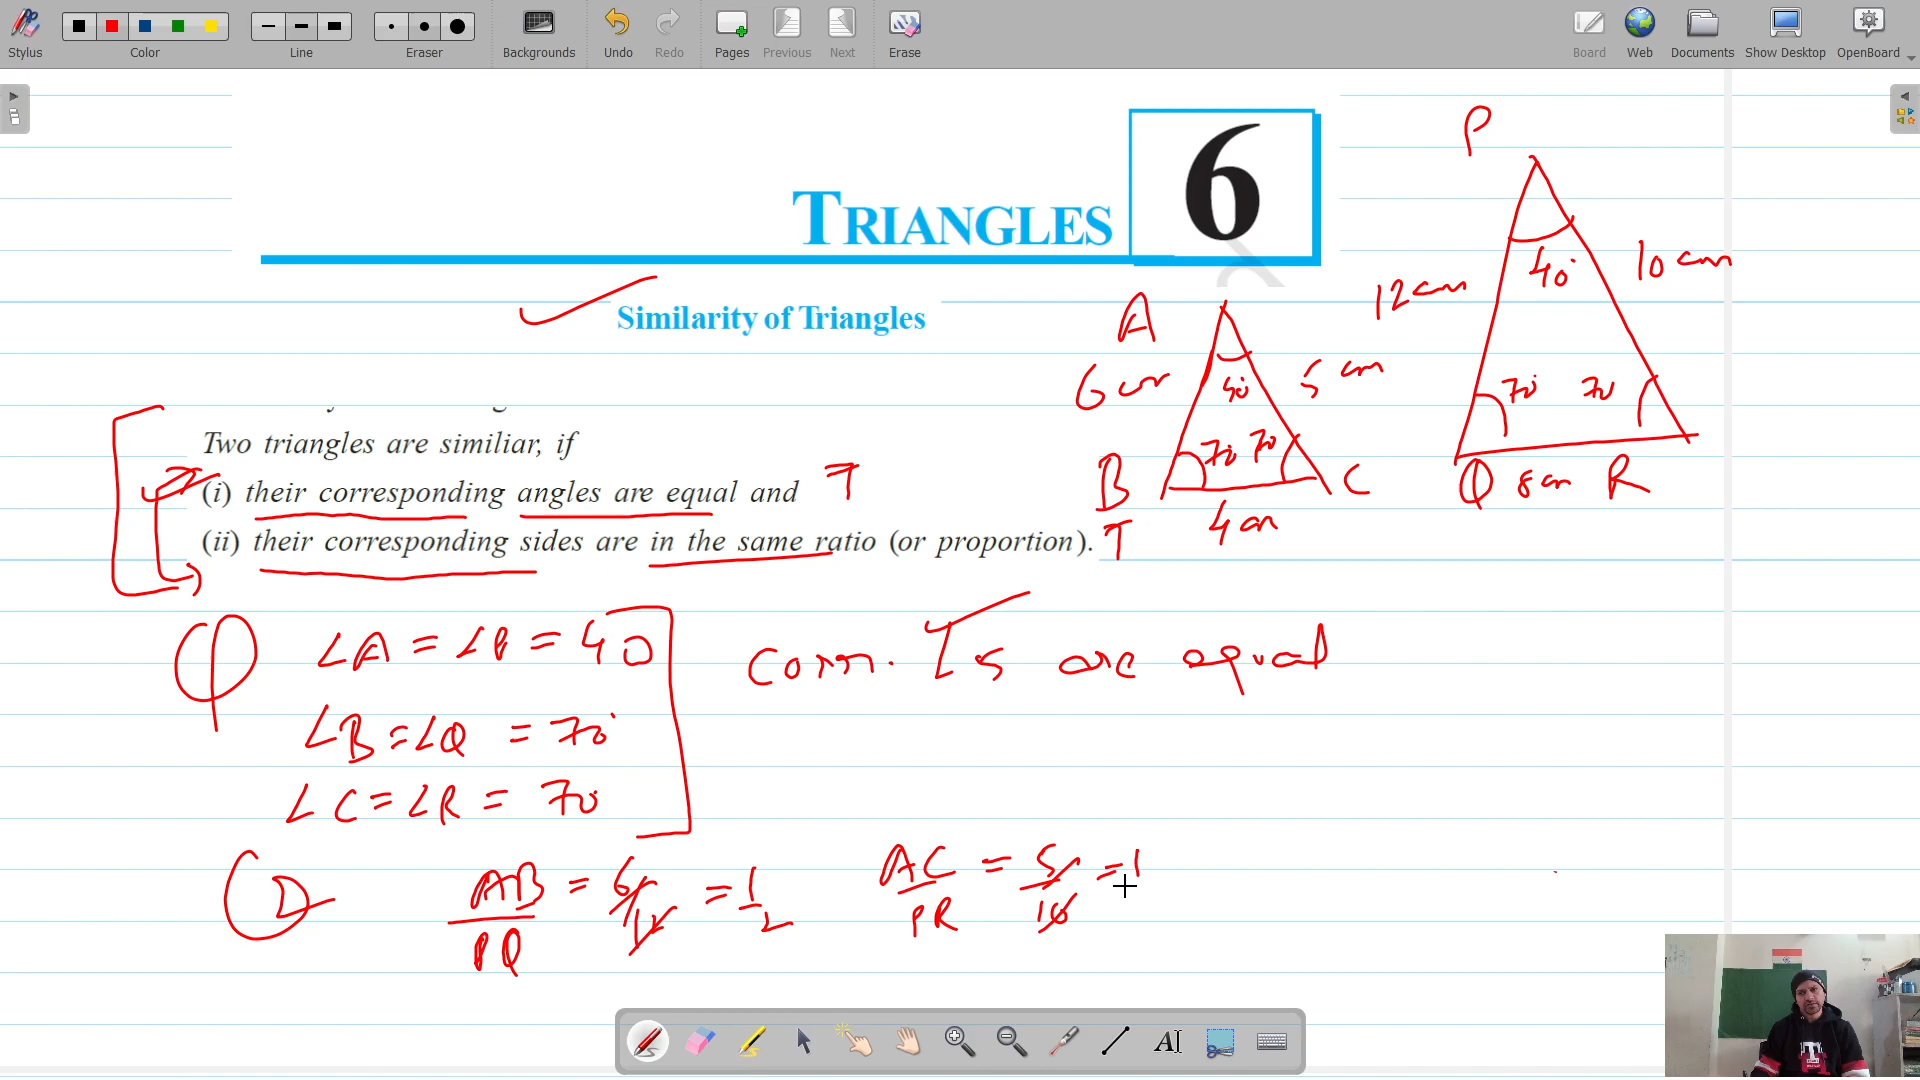 Stylus
Color
Line
Eraser
Backgrounds
Undo
Redo
Pages
Previous
Next
Erase
Board
Web
Documents
Show Desktop
OpenBoard
TRIANGLES
6
Similarity of Triangles
Two triangles are similiar, if
(i) their corresponding angles are equal and
(ii) their corresponding sides are in the same ratio (or proportion).
P
40°
12 cm
10 cm
70° 70
Q 8 cm R
A
6 cm
5 cm
40°
70° 70
B
C
4 cm
∠A = ∠P = 40
∠B = ∠Q = 70°
∠C = ∠R = 70°
corr. ∠s are equal
AB/PQ = 6/12 = 1/2
AC/PR = 5/10 = 1
AI